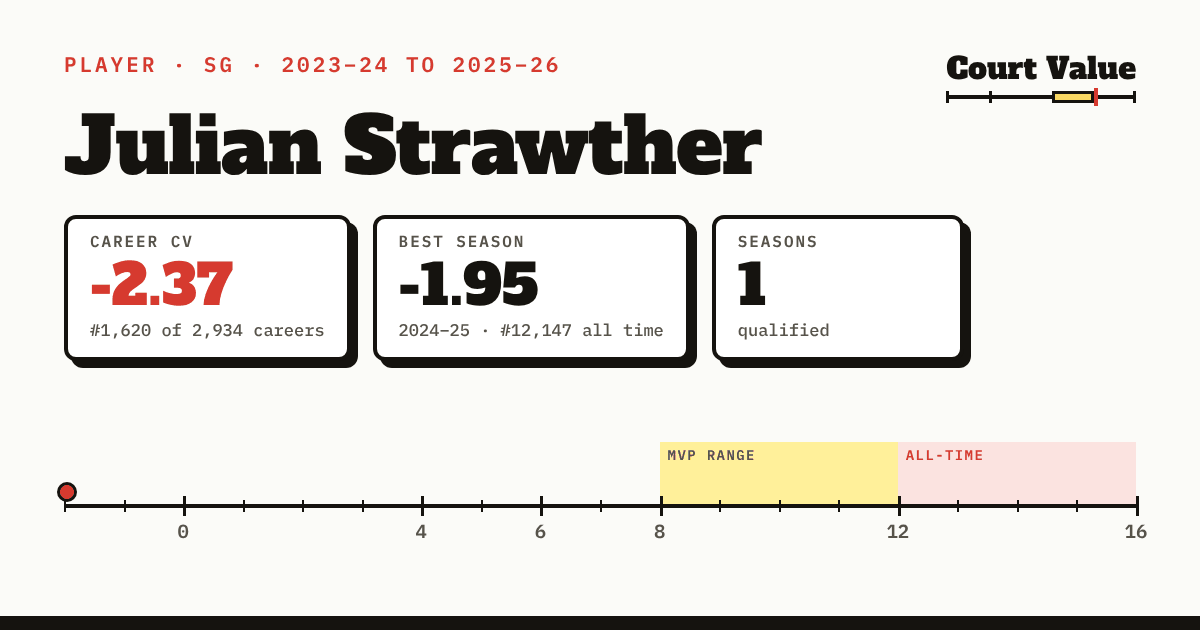 PLAYER · SG · 2023–24 TO 2025–26
Court Value
Julian Strawther
CAREER CV
-2.37
#1,620 of 2,934 careers
BEST SEASON
-1.95
2024–25 · #12,147 all time
SEASONS
1
qualified
MVP RANGE
ALL-TIME
0 4 6 8 12 16